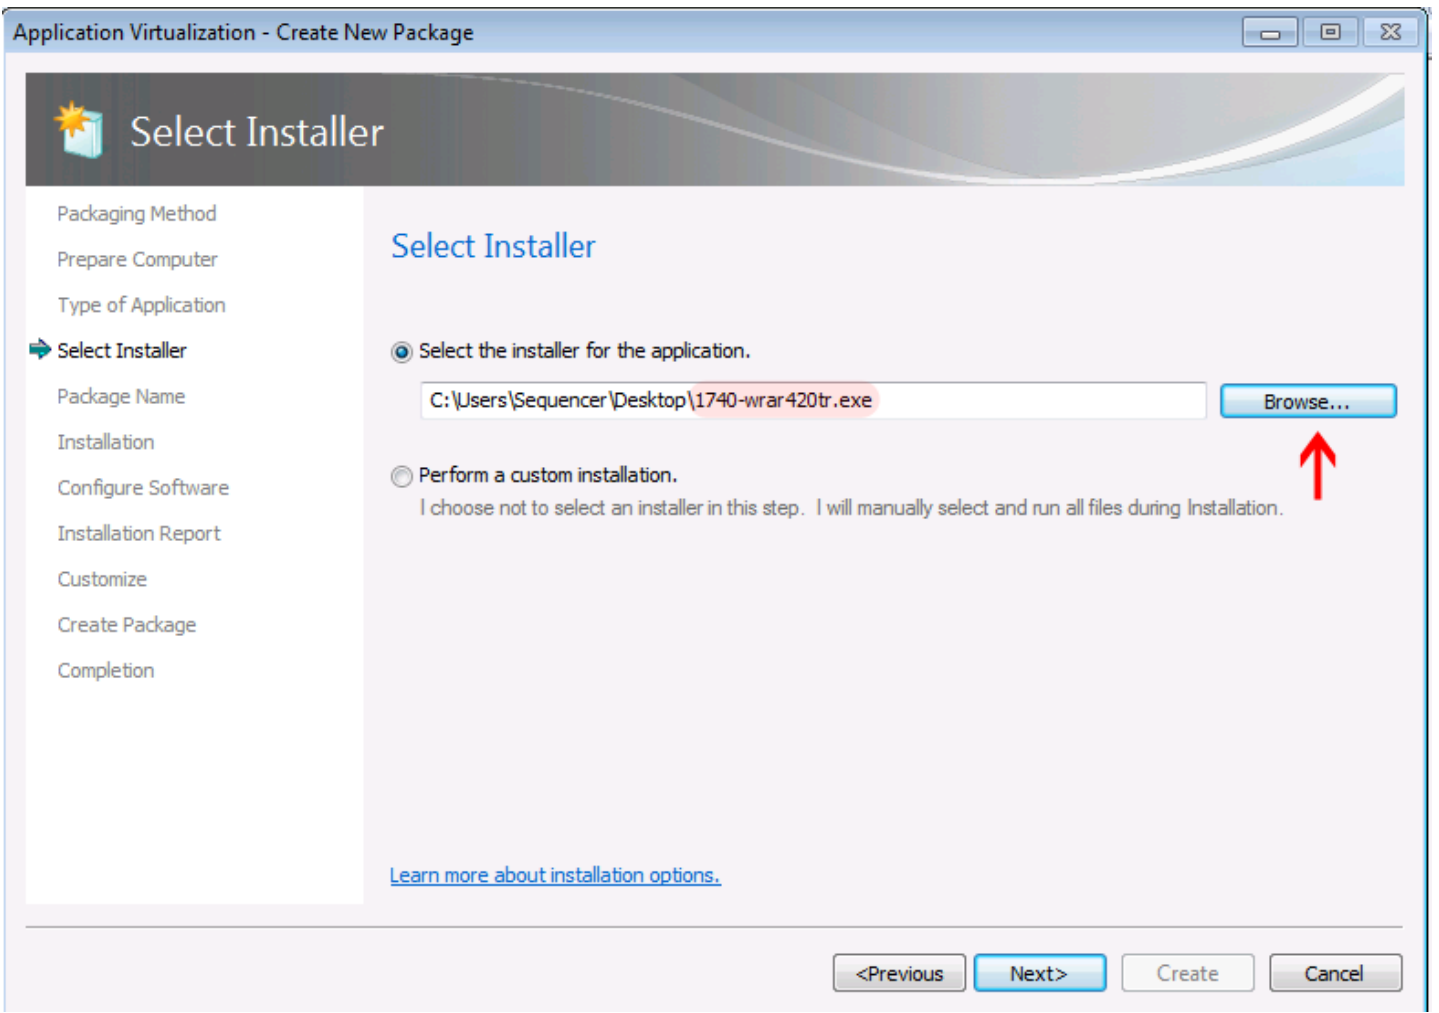 Application Virtualization - Create New Package
Select Installer
Packaging Method
Prepare Computer
Type of Application
Select Installer
Package Name
Installation
Configure Software
Installation Report
Customize
Create Package
Completion
Select Installer
Select the installer for the application.
C:\Users\Sequencer\Desktop\1740-wrar420tr.exe
Browse...
Perform a custom installation.
I choose not to select an installer in this step.  I will manually select and run all files during Installation.
Learn more about installation options.
<Previous
Next>
Create
Cancel